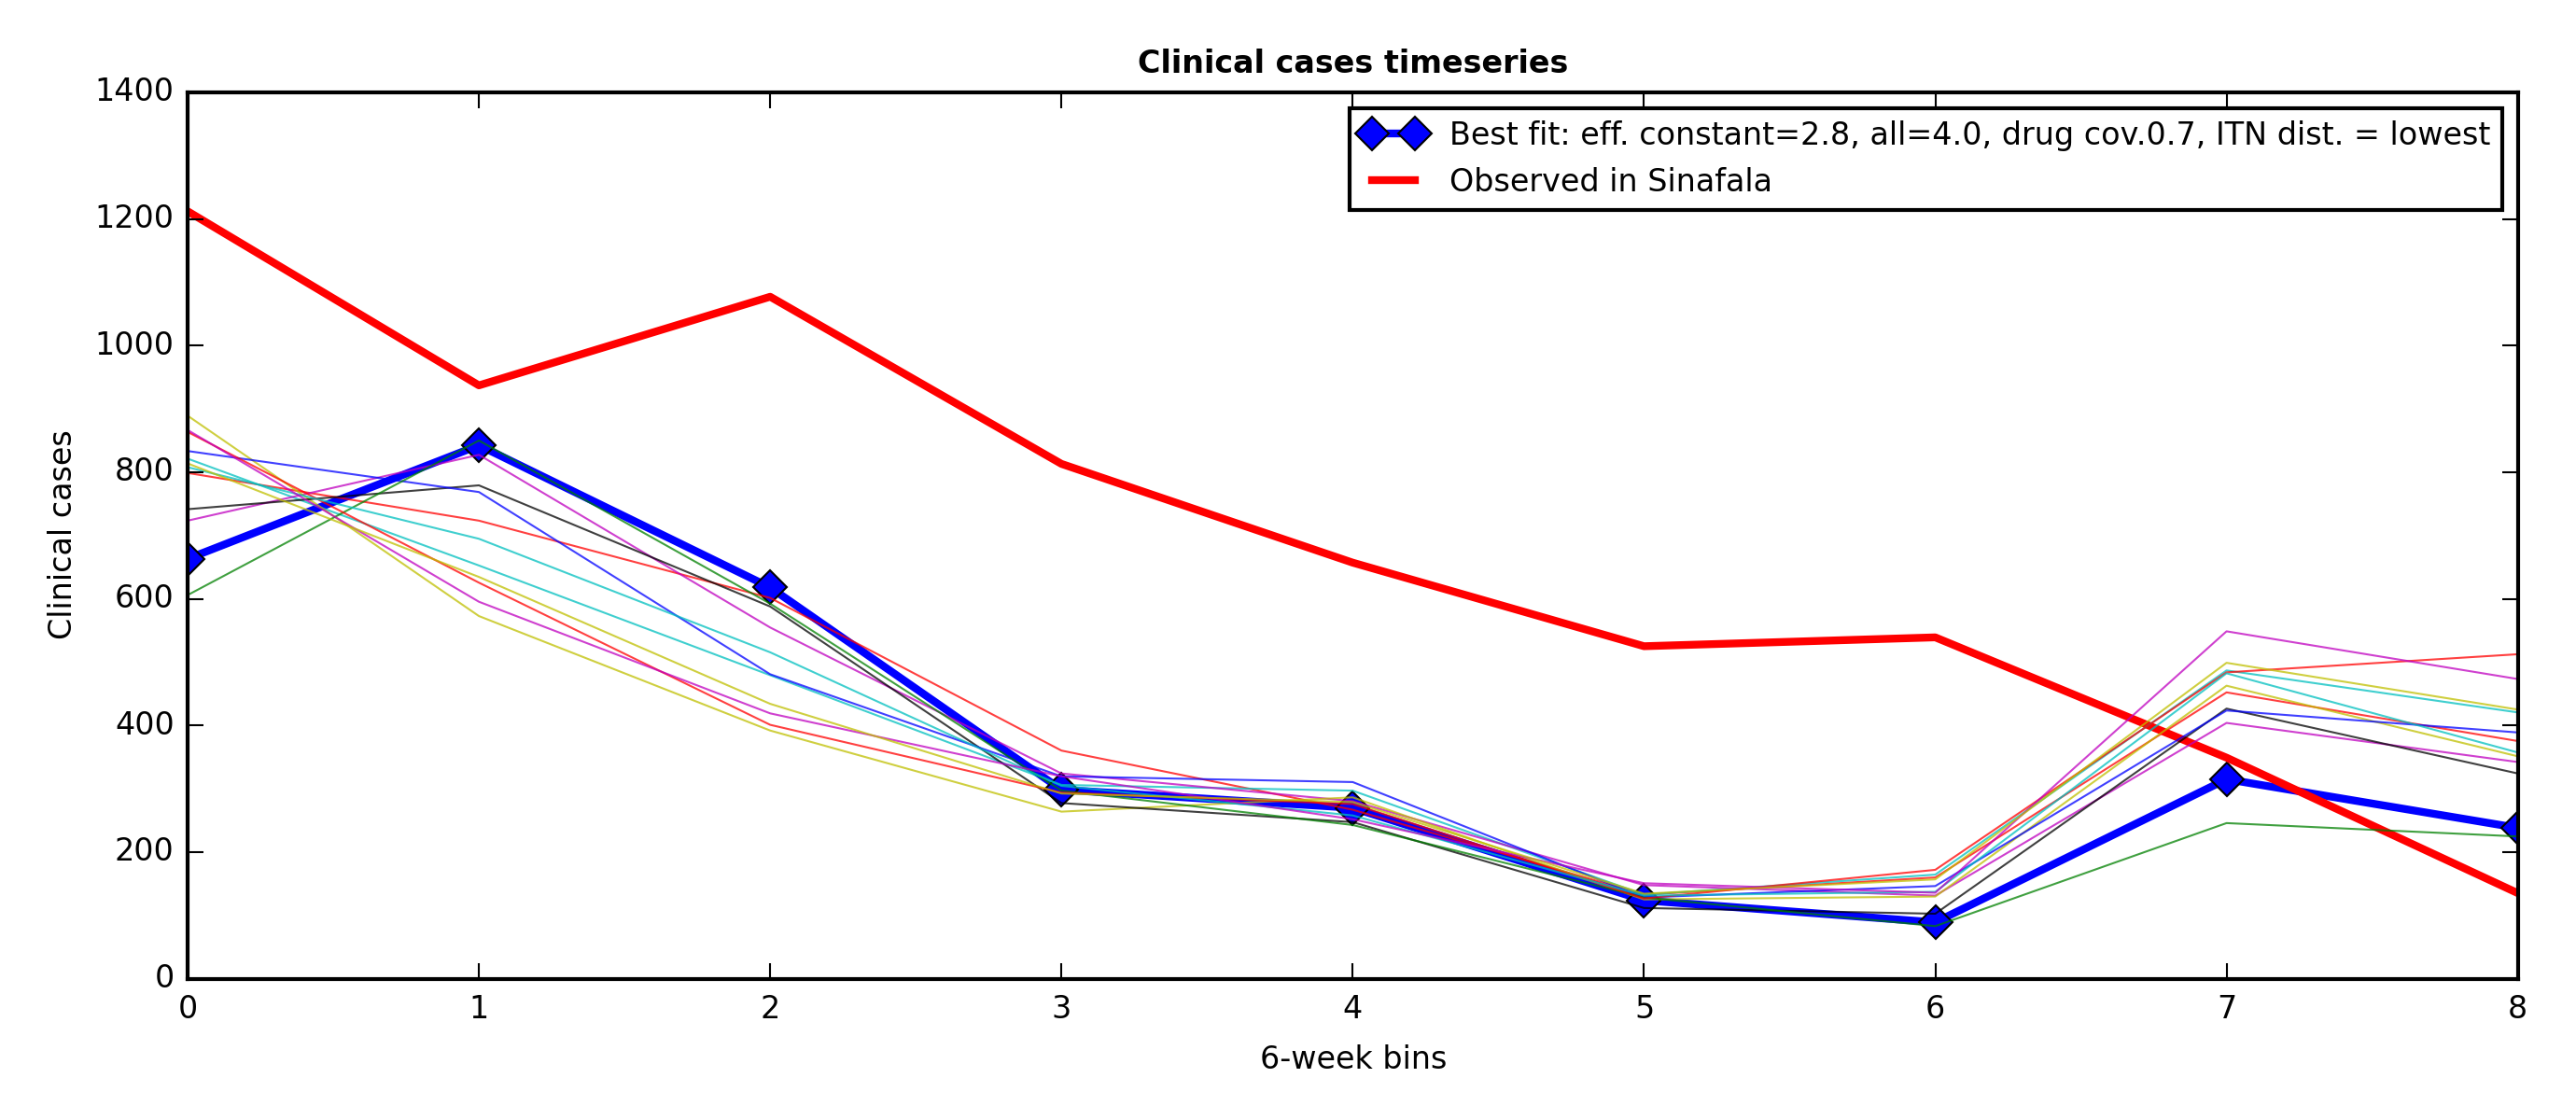 Clinical cases timeseries
1400
1200
1000
800
600
400
200
0
Clinical cases
Best fit: eff. constant=2.8, all=4.0, drug cov.0.7, ITN dist. = lowest
Observed in Sinafala
0 1 2 3 4 5 6 7 8
6-week bins